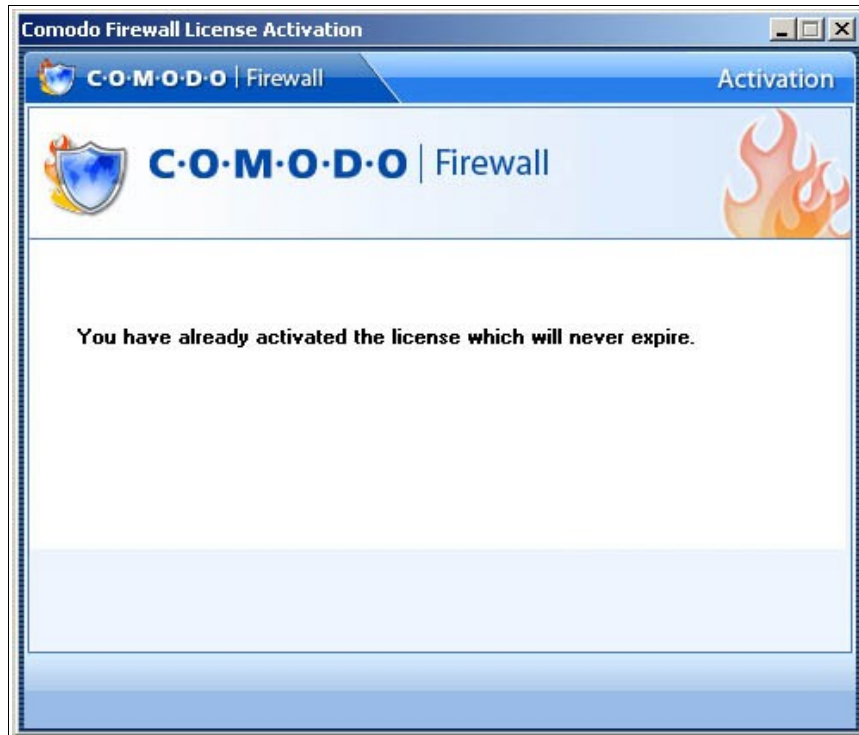 Comodo Firewall License Activation
C·O·M·O·D·O | Firewall
Activation
C·O·M·O·D·O | Firewall
You have already activated the license which will never expire.